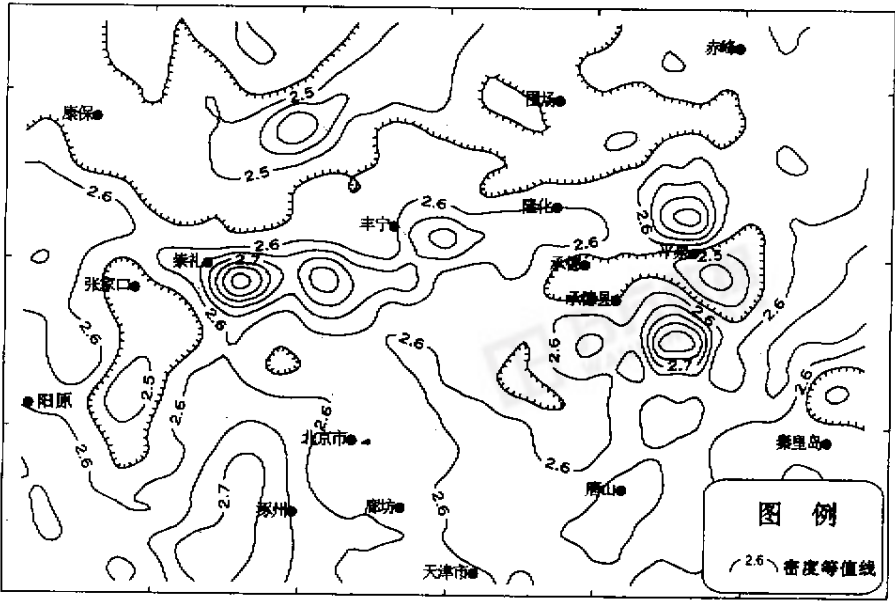 赤峰
2.5
围场
康保
2.5
2.6
2.6
隆化
丰宁
2.6
2.6
2.6
崇礼
2.7
承德
平泉
2.5
张家口
承德县
2.6
2.6
2.6
2.6
2.6
2.7
2.6
2.5
阳原
2.6
2.6
北京市
秦皇岛
2.6
2.6
2.7
唐山
涿州
廊坊
2.6
图 例
2.6 密度等值线
天津市